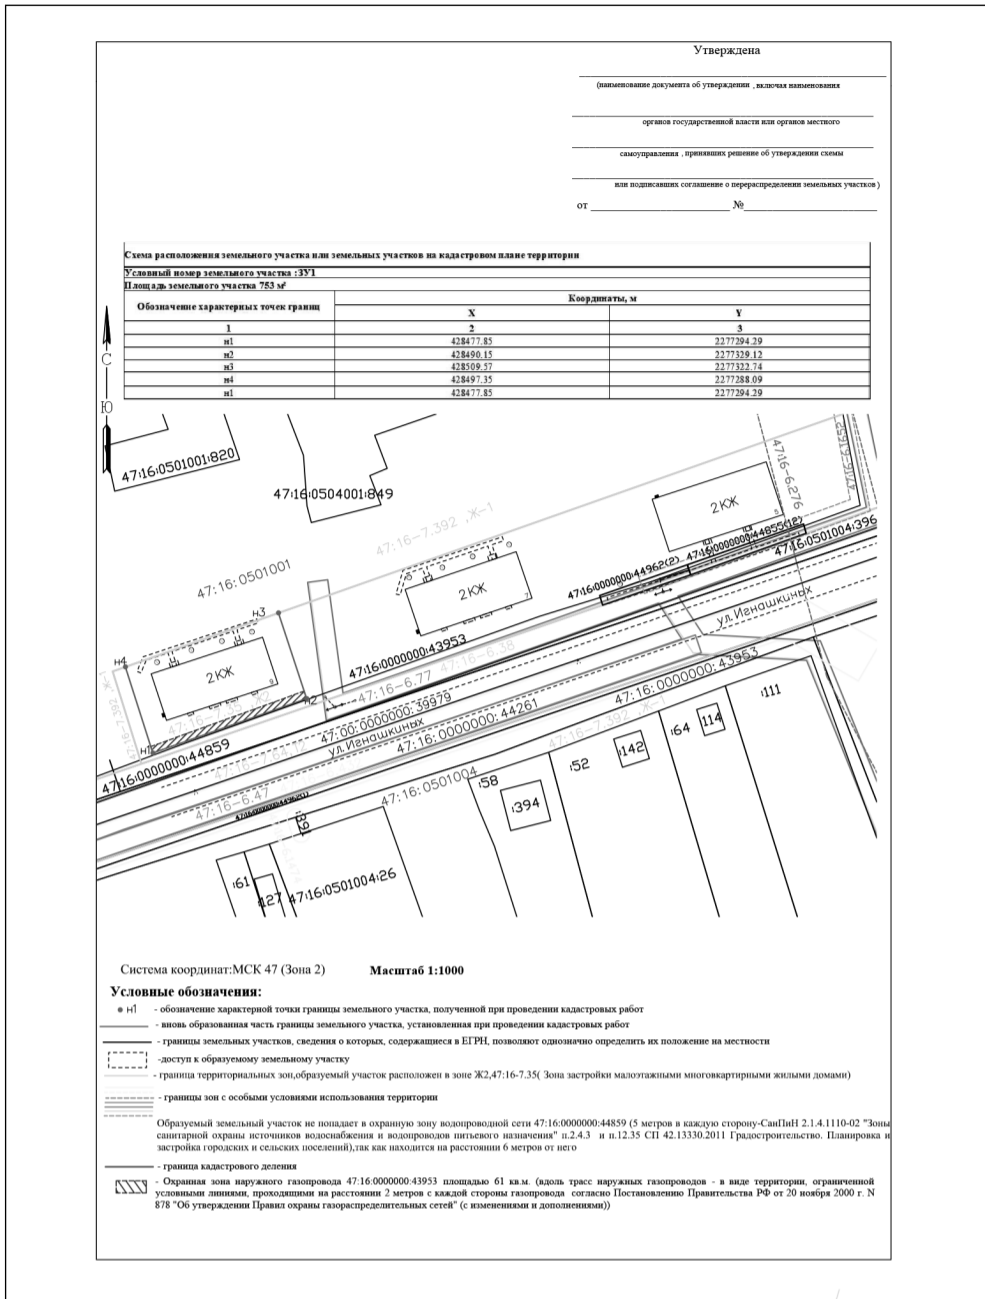 Утверждена
(наименование документа об утверждении , включая наименования
органов государственной власти или органов местного
самоуправления , принявших решение об утверждении схемы
или подписавших соглашение о перераспределении земельных участков )
от ______ №______
Схема расположения земельного участка или земельных участков на кадастровом плане территории
Условный номер земельного участка :ЗУ1
Площадь земельного участка 753 м²
Обозначение характерных точек границ Координаты, м
X Y
1 2 3
н1 428477.85 2277294.29
н2 428490.15 2277329.12
н3 428509.57 2277322.74
н4 428497.35 2277288.09
н1 428477.85 2277294.29
С
Ю
47:16:0501001:820
47:16:0504001:849
47:16-7.392 ,Ж-1
47:16-6.276
2КЖ
5
47:16:0000000:44855(12)
47:16:0501004:396
47:16:0000000:44962(2)
47:16:0501001
2КЖ
7
н3
ул. Игнашкиных
47:16:0000000:43953
47:16-6.38
н4
2КЖ
9
47:16-6.77
н2
47:16-7.392 ,Ж-1
47:16:0000000:43953
47:00:0000000:39979
н1
47:16:0000000:44859
47:16-7.64,12
ул. Игнашкиных
47:16:0000000:44261
47:16-7.392 ,Ж-1
:111
:64
114
:142
:52
47:16-6.47
47:16:0501004
:58
:394
:391
:61
:127
47:16:0501004:26
Система координат:МСК 47 (Зона 2) Масштаб 1:1000
Условные обозначения:
н1 - обозначение характерной точки границы земельного участка, полученной при проведении кадастровых работ
- вновь образованная часть границы земельного участка, установленная при проведении кадастровых работ
- границы земельных участков, сведения о которых, содержащиеся в ЕГРН, позволяют однозначно определить их положение на местности
-доступ к образуемому земельному участку
- граница территориальных зон,образуемый участок расположен в зоне Ж2,47:16-7.35( Зона застройки малоэтажными многоквартирными жилыми домами)
- границы зон с особыми условиями использования территории
Образуемый земельный участок не попадает в охранную зону водопроводной сети 47:16:0000000:44859 (5 метров в каждую сторону-СанПиН 2.1.4.1110-02 "Зоны
санитарной охраны источников водоснабжения и водопроводов питьевого назначения" п.2.4.3 и п.12.35 СП 42.13330.2011 Градостроительство. Планировка и
застройка городских и сельских поселений),так как находится на расстоянии 6 метров от него
- граница кадастрового деления
- Охранная зона наружного газопровода 47:16:0000000:43953 площадью 61 кв.м. (вдоль трасс наружных газопроводов - в виде территории, ограниченной
условными линиями, проходящими на расстоянии 2 метров с каждой стороны газопровода согласно Постановлению Правительства РФ от 20 ноября 2000 г. N
878 "Об утверждении Правил охраны газораспределительных сетей" (с изменениями и дополнениями))